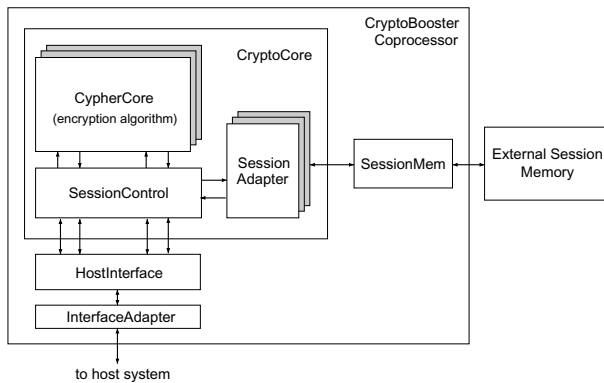 CryptoBooster
Coprocessor
CryptoCore
CypherCore
(encryption algorithm)
Session
Adapter
SessionMem
External Session
Memory
SessionControl
HostInterface
InterfaceAdapter
to host system